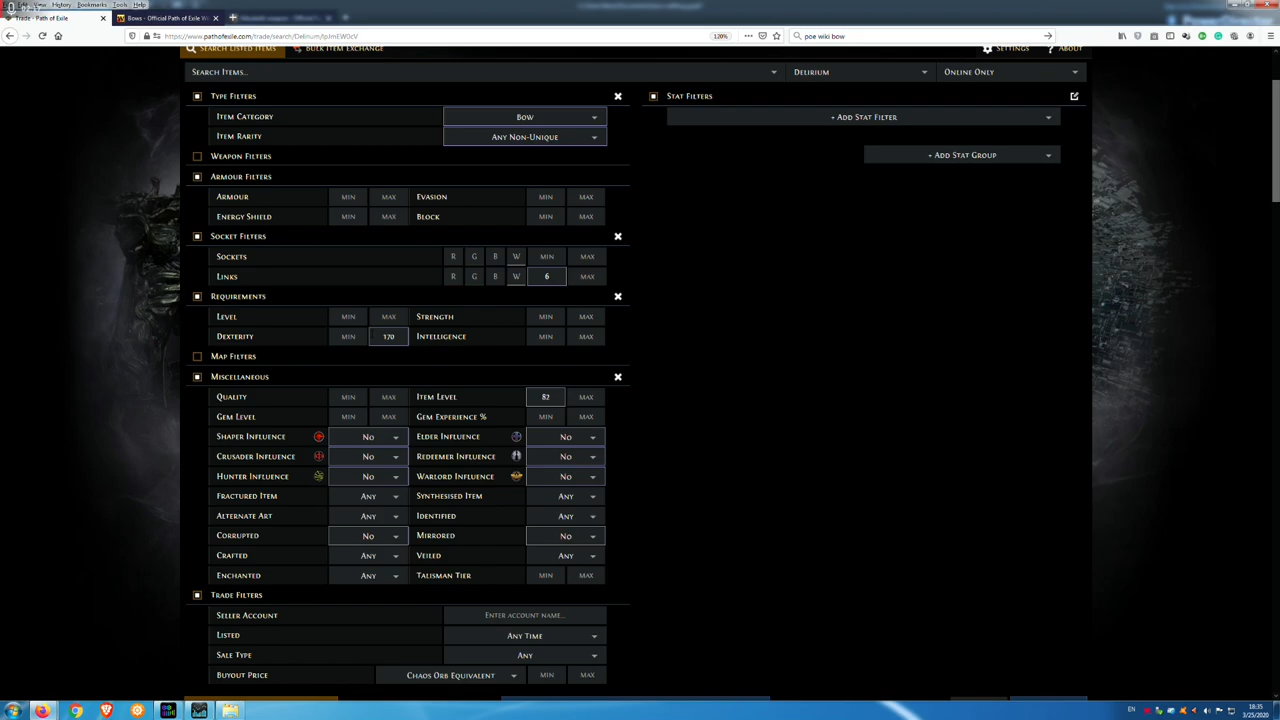 File Edit View History Bookmarks Tools Help
Trade - Path of Exile
Bows - Official Path of Exile Wi
https://www.pathofexile.com/trade/search/Delirium/
120%
poe wiki bow
Search Listed Items
Bulk Item Exchange
Settings
About
Search Items...
Delirium
Online Only
Type Filters
Item Category Bow
Item Rarity Any Non-Unique
Weapon Filters
Armour Filters
Armour MIN MAX Evasion MIN MAX
Energy Shield MIN MAX Block MIN MAX
Socket Filters
Sockets R G B W MIN MAX
Links R G B W 6 MAX
Requirements
Level MIN MAX Strength MIN MAX
Dexterity MIN 170 Intelligence MIN MAX
Map Filters
Miscellaneous
Quality MIN MAX Item Level 82 MAX
Gem Level MIN MAX Gem Experience % MIN MAX
Shaper Influence No Elder Influence No
Crusader Influence No Redeemer Influence No
Hunter Influence No Warlord Influence No
Fractured Item Any Synthesised Item Any
Alternate Art Any Identified Any
Corrupted No Mirrored No
Crafted Any Veiled Any
Enchanted Any Talisman Tier MIN MAX
Trade Filters
Seller Account Enter account name...
Listed Any Time
Sale Type Any
Buyout Price Chaos Orb Equivalent MIN MAX
Stat Filters
+ Add Stat Filter
+ Add Stat Group
EN
18:35
3/25/2020